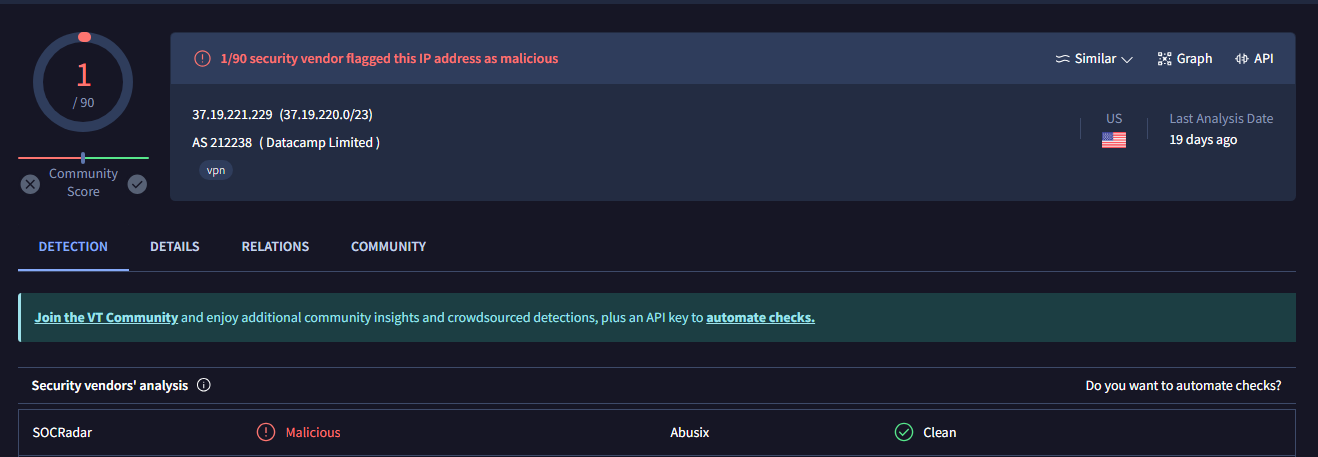 1
/ 90
Community
Score
1/90 security vendor flagged this IP address as malicious
Similar
Graph
API
37.19.221.229 (37.19.220.0/23)
AS 212238 ( Datacamp Limited )
vpn
US
Last Analysis Date
19 days ago
DETECTION DETAILS RELATIONS COMMUNITY
Join the VT Community and enjoy additional community insights and crowdsourced detections, plus an API key to automate checks.
Security vendors' analysis Do you want to automate checks?
SOCRadar Malicious Abusix Clean